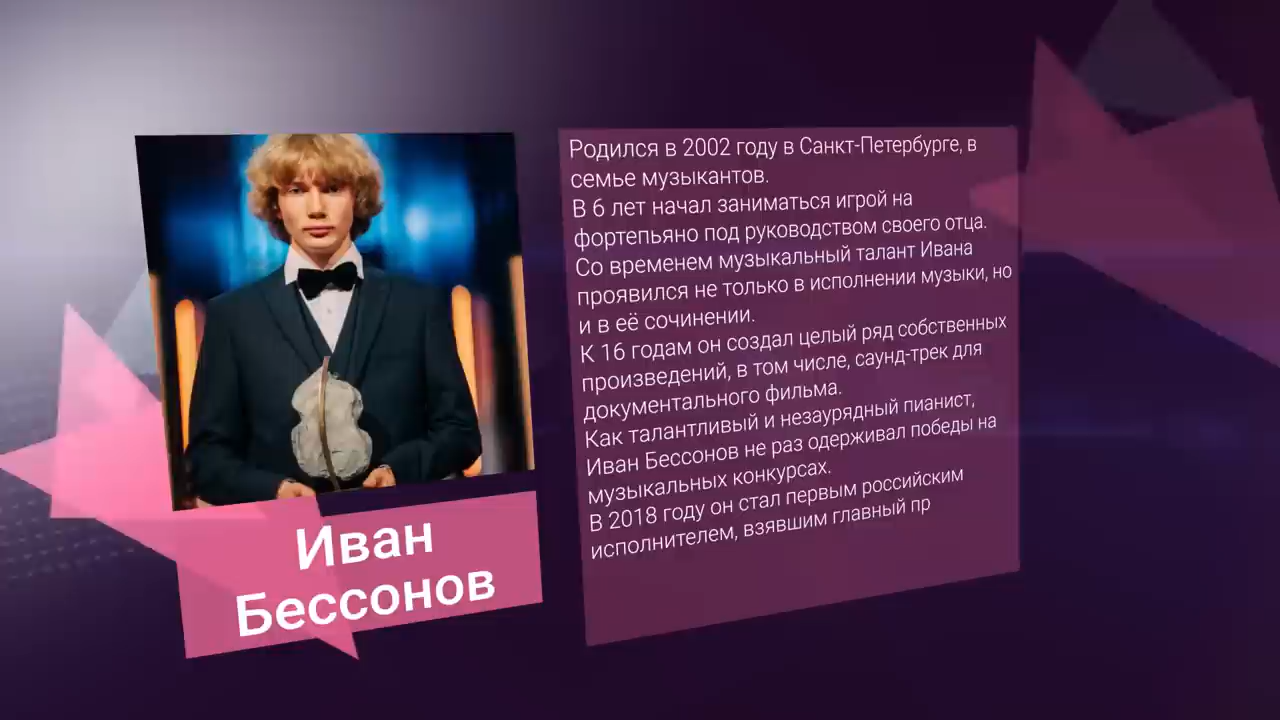 Иван
Бессонов
Родился в 2002 году в Санкт-Петербурге, в
семье музыкантов.
В 6 лет начал заниматься игрой на
фортепьяно под руководством своего отца.
Со временем музыкальный талант Ивана
проявился не только в исполнении музыки, но
и в её сочинении.
К 16 годам он создал целый ряд собственных
произведений, в том числе, саунд-трек для
документального фильма.
Как талантливый и незаурядный пианист,
Иван Бессонов не раз одерживал победы на
музыкальных конкурсах.
В 2018 году он стал первым российским
исполнителем, взявшим главный пр